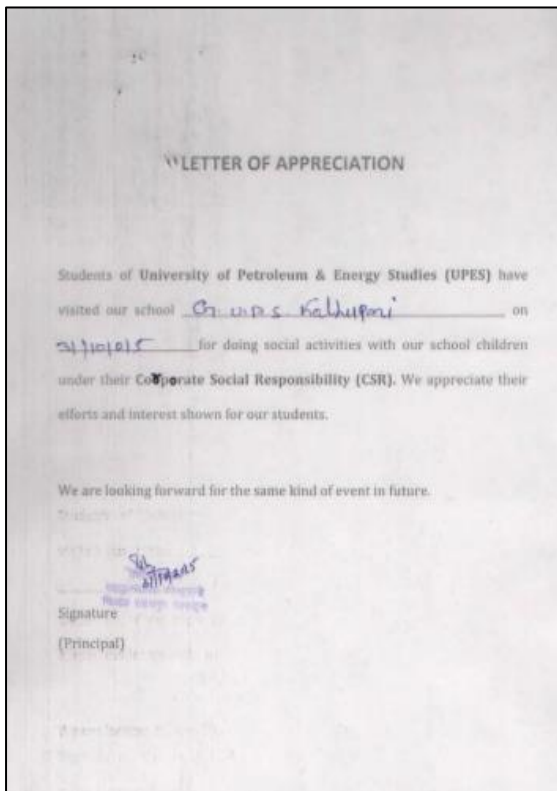 LETTER OF APPRECIATION
Students of University of Petroleum & Energy Studies (UPES) have
visited our school G.U.P.S. Kathupani on
31/10/015 for doing social activities with our school children
under their Corporate Social Responsibility (CSR). We appreciate their
efforts and interest shown for our students.
We are looking forward for the same kind of event in future.
Signature
(Principal)